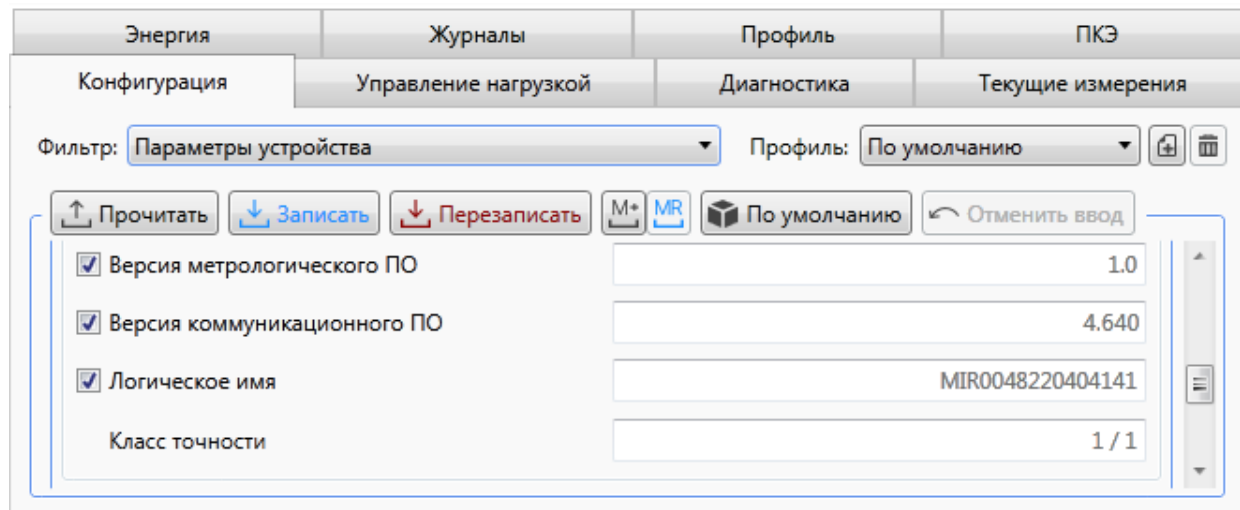 Энергия Журналы Профиль ПКЭ
Конфигурация Управление нагрузкой Диагностика Текущие измерения
Фильтр: Параметры устройства Профиль: По умолчанию
Прочитать Записать Перезаписать M+ MR По умолчанию Отменить ввод
Версия метрологического ПО 1.0
Версия коммуникационного ПО 4.640
Логическое имя MIR0048220404141
Класс точности 1 / 1